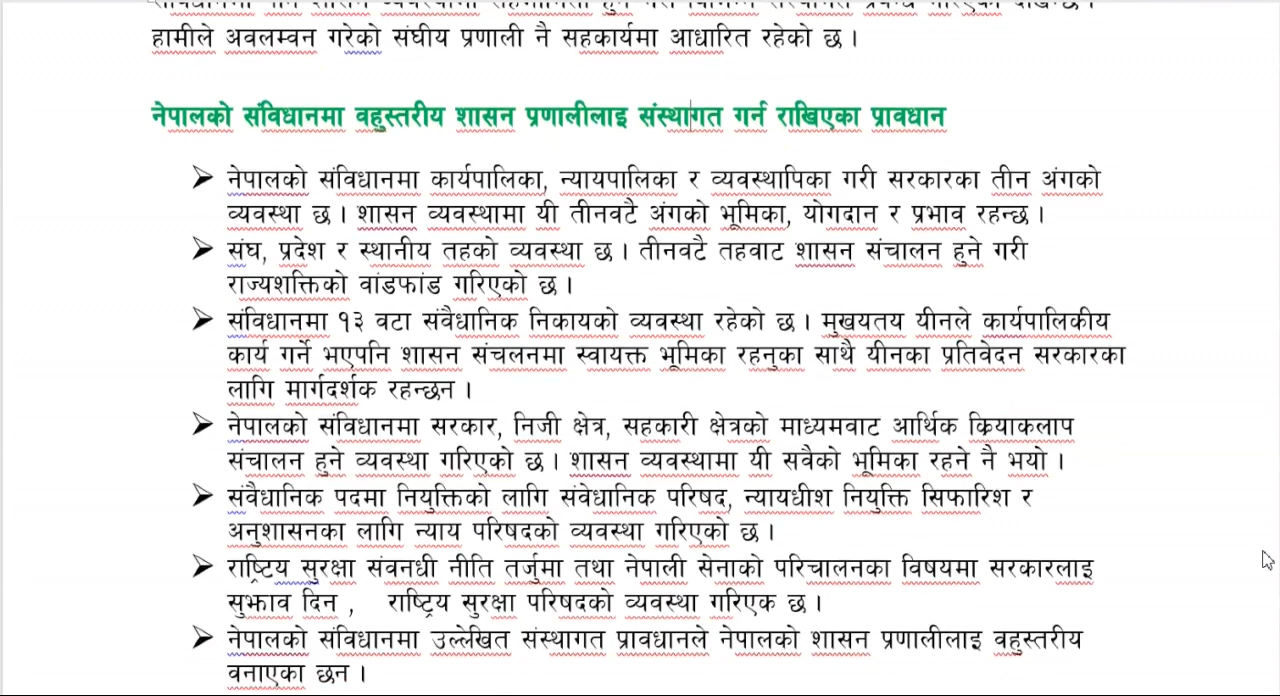 हामीले अवलम्वन गरेको संघीय प्रणाली नै सहकार्यमा आधारित रहेको छ ।
नेपालको संविधानमा वहुस्तरीय शासन प्रणालीलाइ संस्थागत गर्न राखिएका प्रावधान
➢ नेपालको संविधानमा कार्यपालिका, न्यायपालिका र व्यवस्थापिका गरी सरकारका तीन अंगको
व्यवस्था छ । शासन व्यवस्थामा यी तीनवटै अंगको भूमिका, योगदान र प्रभाव रहन्छ ।
➢ संघ, प्रदेश र स्थानीय तहको व्यवस्था छ । तीनवटै तहवाट शासन संचालन हुने गरी
राज्यशक्तिको वांडफांड गरिएको छ ।
➢ संविधानमा १३ वटा संवैधानिक निकायको व्यवस्था रहेको छ । मुखयतय यीनले कार्यपालिकीय
कार्य गर्ने भएपनि शासन संचलनमा स्वायक्त भूमिका रहनुका साथै यीनका प्रतिवेदन सरकारका
लागि मार्गदर्शक रहन्छन ।
➢ नेपालको संविधानमा सरकार, निजी क्षेत्र, सहकारी क्षेत्रको माध्यमवाट आर्थिक क्रियाकलाप
संचालन हुने व्यवस्था गरिएको छ । शासन व्यवस्थामा यी सवैको भूमिका रहने नै भयो ।
➢ संवैधानिक पदमा नियुक्तिको लागि संवेधानिक परिषद, न्यायधीश नियुक्ति सिफारिश र
अनुशासनका लागि न्याय परिषदको व्यवस्था गरिएको छ ।
➢ राष्ट्रिय सुरक्षा संवनधी नीति तर्जुमा तथा नेपाली सेनाको परिचालनका विषयमा सरकारलाइ
सुझाव दिन , राष्ट्रिय सुरक्षा परिषदको व्यवस्था गरिएक छ ।
➢ नेपालको संविधानमा उल्लेखित संस्थागत प्रावधानले नेपालको शासन प्रणालीलाइ वहुस्तरीय
वनाएका छन ।